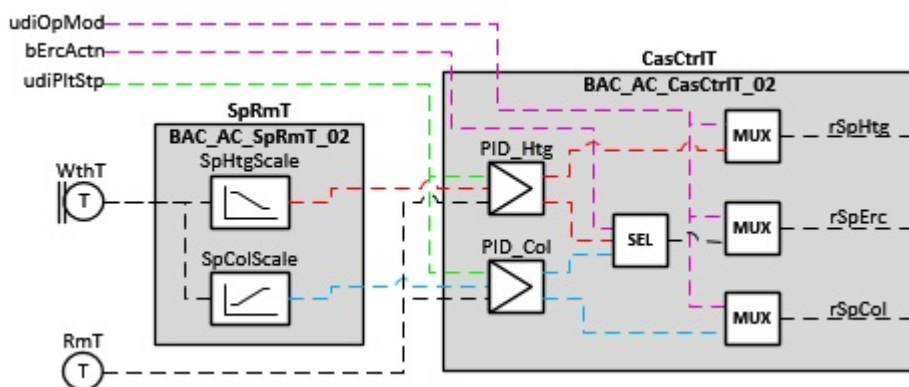 udiOpMod
bErcActn
udiPltStp
CasCtrlT
BAC_AC_CasCtrlT_02
SpRmT
BAC_AC_SpRmT_02
SpHtgScale
WthT
T
PID_Htg
MUX
rSpHtg
SpColScale
PID_Col
SEL
MUX
rSpErc
MUX
rSpCol
RmT
T